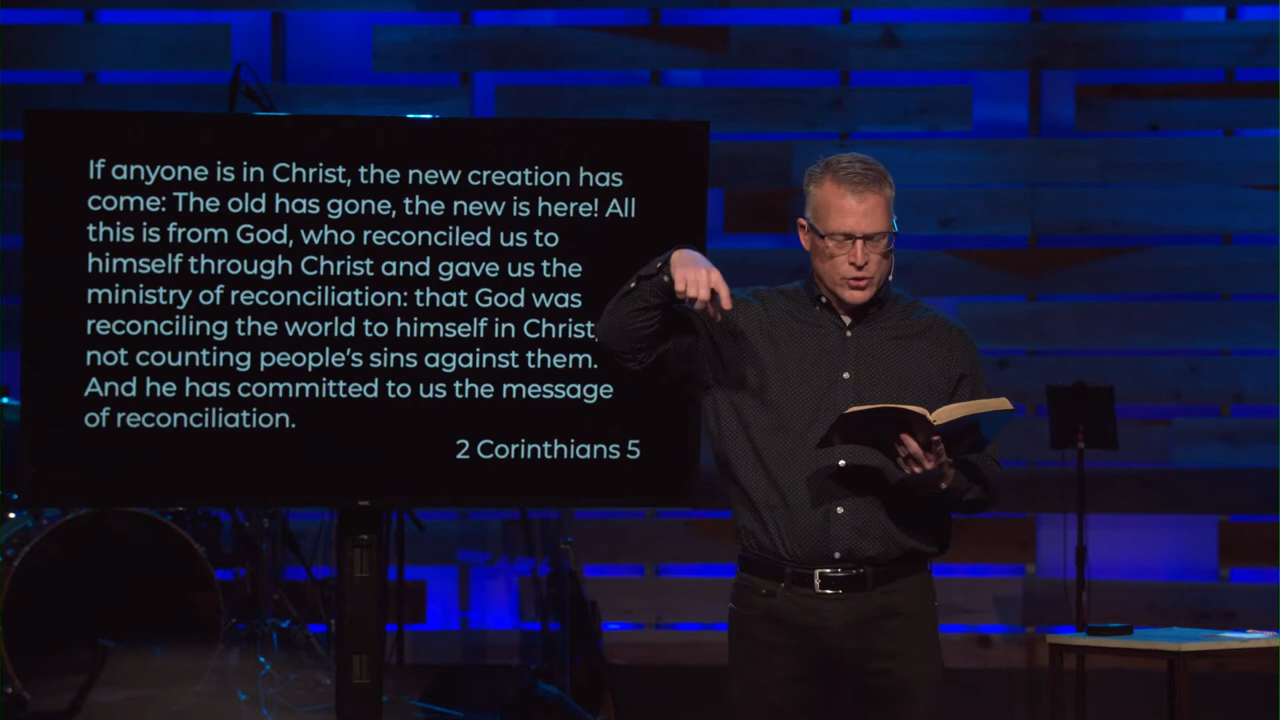 If anyone is in Christ, the new creation has
come: The old has gone, the new is here! All
this is from God, who reconciled us to
himself through Christ and gave us the
ministry of reconciliation: that God was
reconciling the world to himself in Christ,
not counting people's sins against them.
And he has committed to us the message
of reconciliation.
2 Corinthians 5